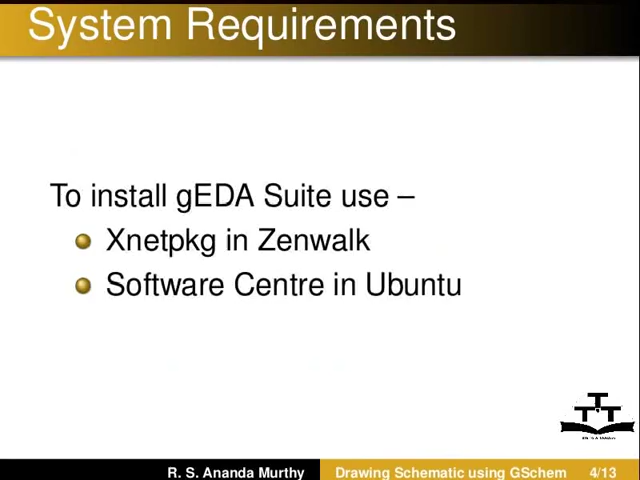 System Requirements
To install gEDA Suite use –
Xnetpkg in Zenwalk
Software Centre in Ubuntu
R. S. Ananda Murthy Drawing Schematic using GSchem 4/13